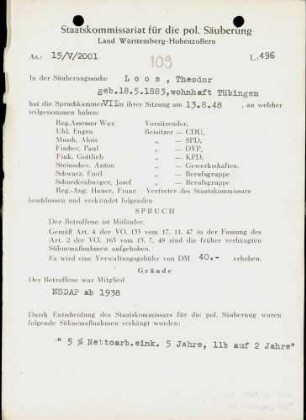 Staatskommissariat für die pol. Säuberung
Land Württemberg-Hohenzollern
Az.: 15/V/2001
L.: 496
109
In der Säuberungssache L o o s , Theodor
geb.18.5.1883,wohnhaft Tübingen
hat die Spruchkammer VII in ihrer Sitzung am 13.8.48 , an welcher
teilgenommen haben:
Reg.Assessor Wax Vorsitzender,
Uhl, Eugen Beisitzer — CDU,
Munch, Alois „ — SPD,
Fischer, Paul „ — DVP,
Fink, Gottlieb „ — KPD,
Steinacher, Anton „ — Gewerkschaften,
Schwarz, Emil „ — Berufsgruppe
Schneckenburger, Josef „ — Berufsgruppe
Reg.-Ang. Hauer, Franz Vertreter des Staatskommissars
beschlossen und verkündet folgenden
SPRUCH
Der Betroffene ist Mitläufer.
Gemäß Art. 4 der VO. 133 vom 17. 11. 47 in der Fassung des
Art. 2 der VO. 165 vom 13. 7. 48 sind die früher verhängten
Sühnemaßnahmen aufgehoben.
Es wird eine Verwaltungsgebühr von DM 40.- erhoben.
Gründe
Der Betroffene war Mitglied
NSDAP ab 1938
Durch Entscheidung des Staatskommissars für die pol. Säuberung waren
folgende Sühnemaßnahmen verhängt worden:
" 5 % Nettoarb.eink. 5 Jahre, 11b auf 2 Jahre"